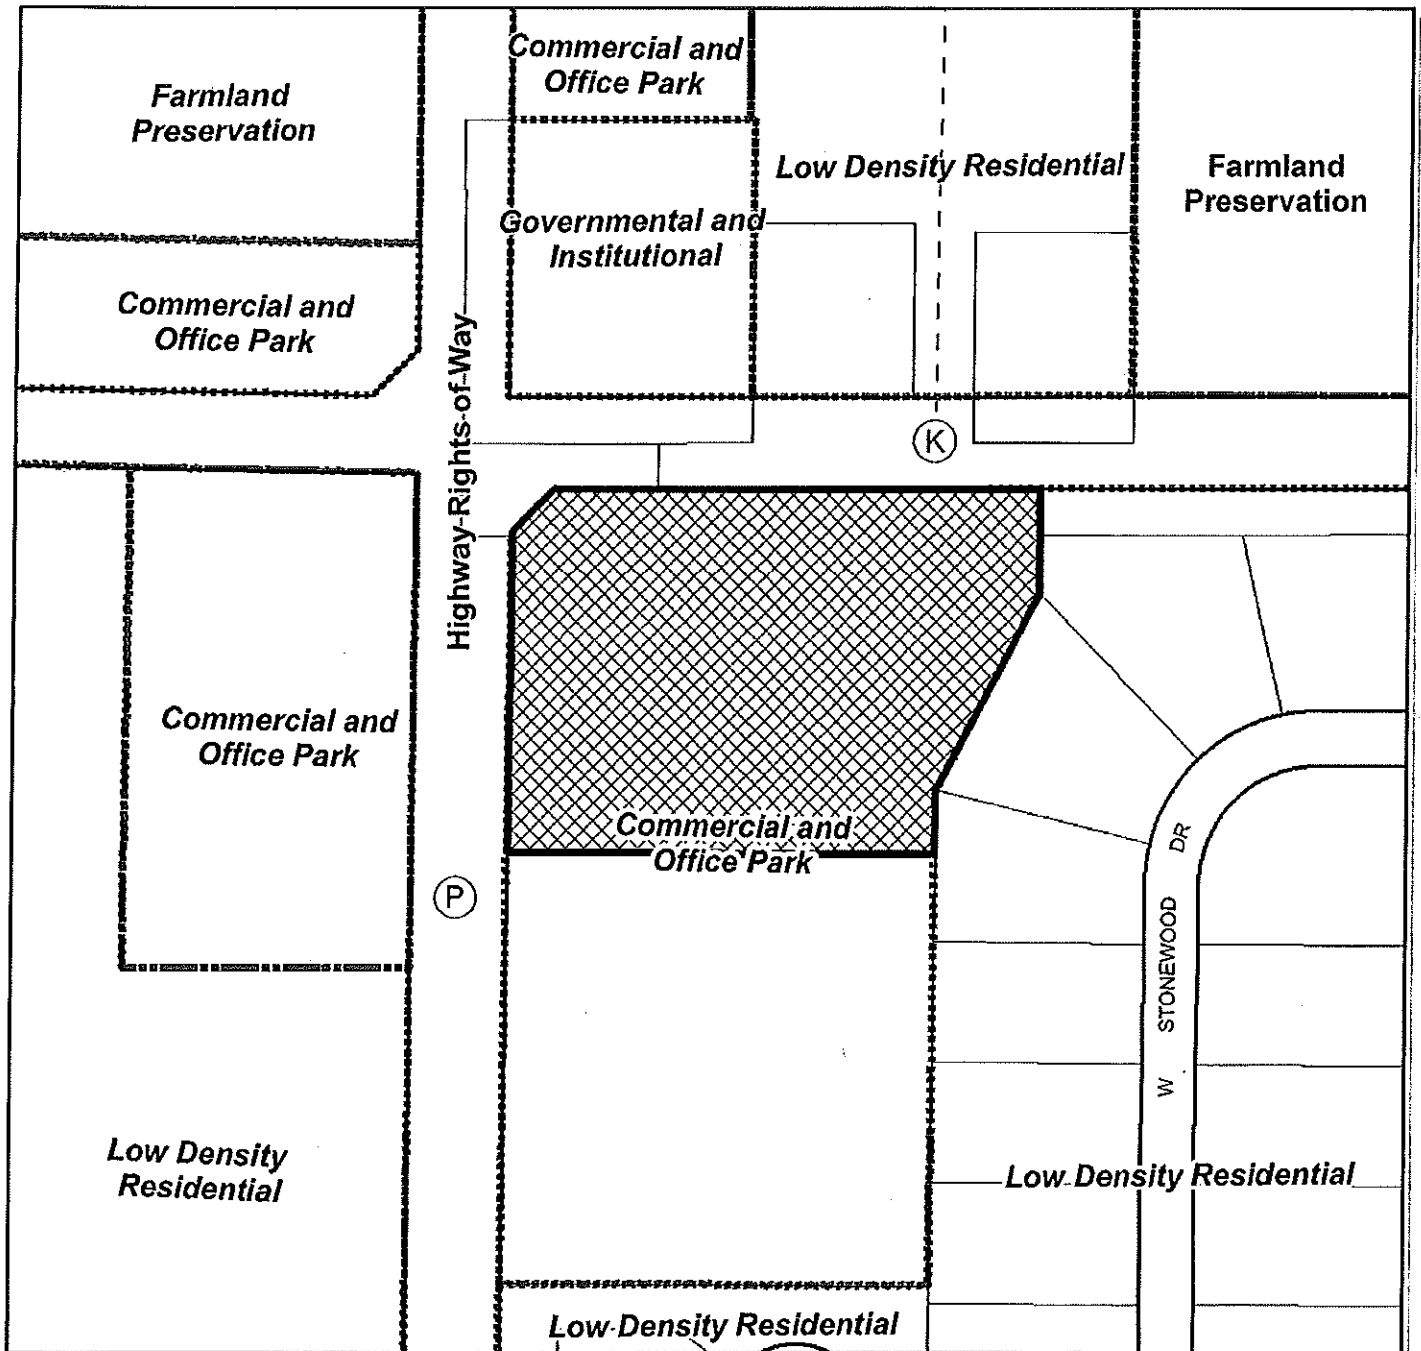 Commercial and
Office Park
Farmland
Preservation
Low Density Residential
Farmland
Preservation
Governmental and
Institutional
Commercial and
Office Park
Highway-Rights-of-Way
K
Commercial and
Office Park
Commercial and
Office Park
P
DR
STONEWOOD
W
Low Density
Residential
Low Density Residential
Low Density Residential